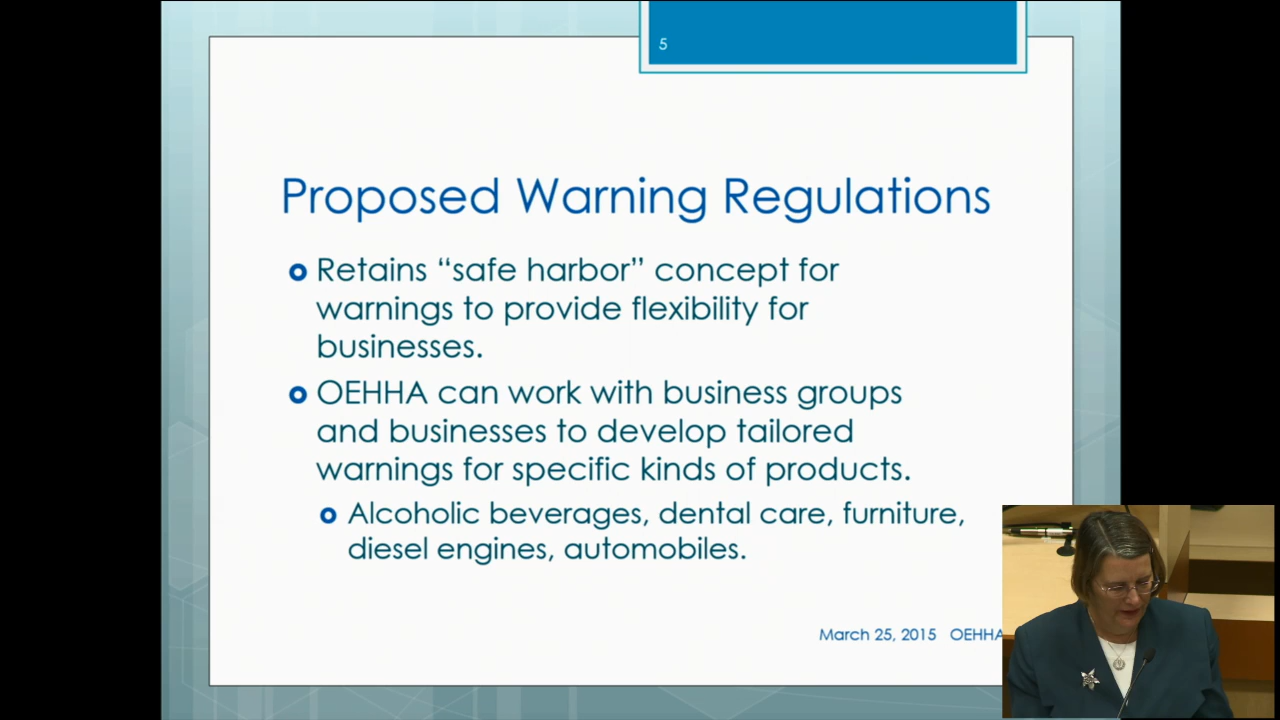 5
Proposed Warning Regulations
Retains “safe harbor” concept for
warnings to provide flexibility for
businesses.
OEHHA can work with business groups
and businesses to develop tailored
warnings for specific kinds of products.
Alcoholic beverages, dental care, furniture,
diesel engines, automobiles.
March 25, 2015 OEHHA